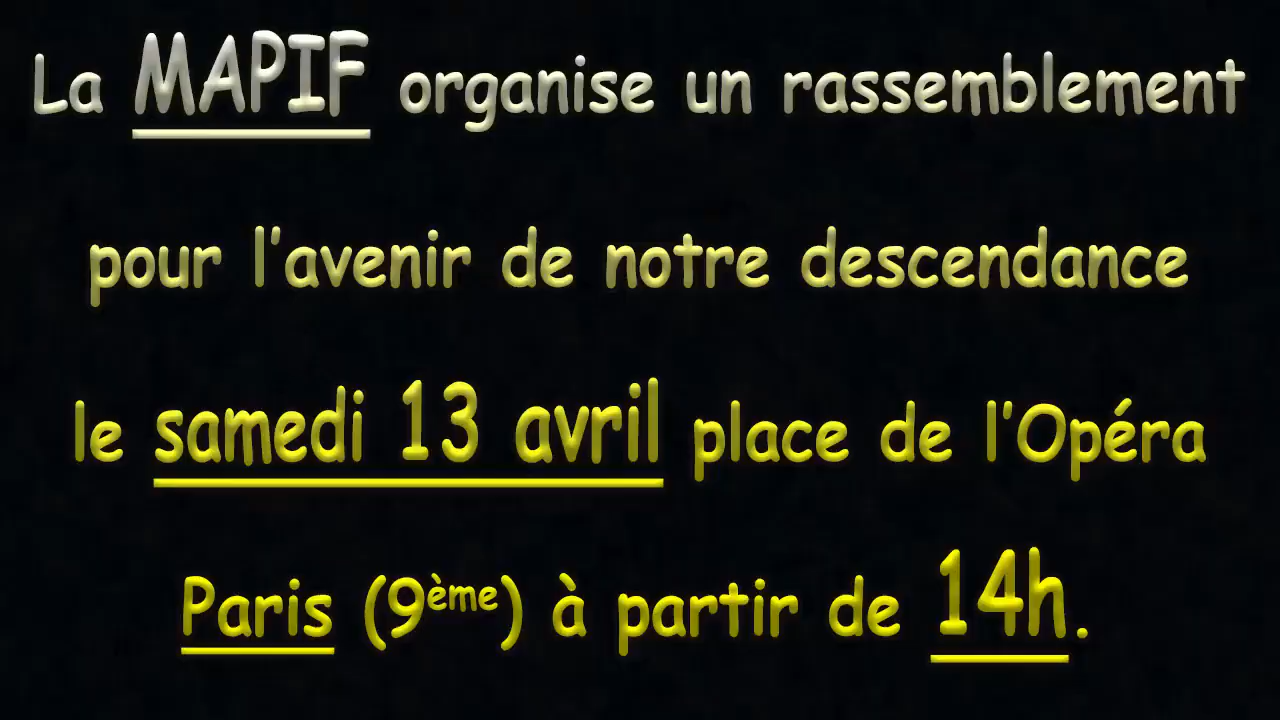 La MAPIF organise un rassemblement
pour l'avenir de notre descendance
le samedi 13 avril place de l'Opéra
Paris (9ème) à partir de 14h.